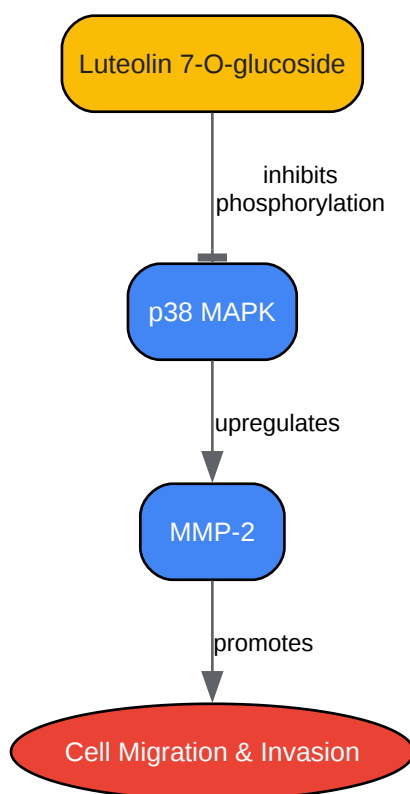 Luteolin 7-O-glucoside
inhibits
phosphorylation
p38 MAPK
upregulates
MMP-2
promotes
Cell Migration & Invasion